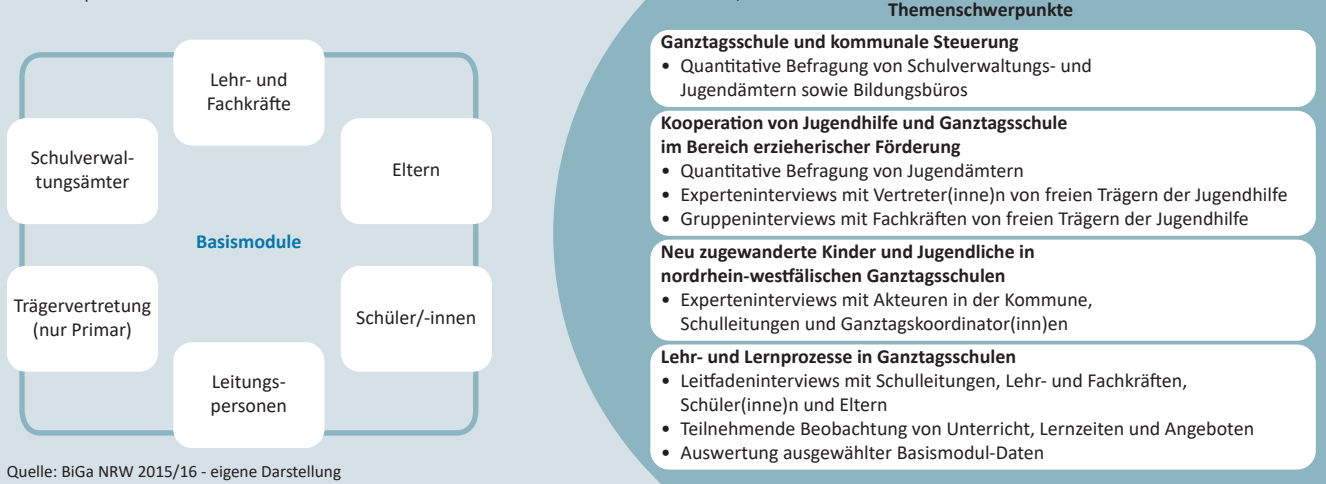 Themenschwerpunkte
Lehr- und
Fachkräfte
Schulverwal-
tungsämter
Eltern
Basismodule
Trägervertretung
(nur Primar)
Schüler/-innen
Leitungs-
personen
Quelle: BiGa NRW 2015/16 - eigene Darstellung
Ganztagsschule und kommunale Steuerung
• Quantitative Befragung von Schulverwaltungs- und
Jugendämtern sowie Bildungsbüros
Kooperation von Jugendhilfe und Ganztagsschule
im Bereich erzieherischer Förderung
• Quantitative Befragung von Jugendämtern
• Experteninterviews mit Vertreter(inne)n von freien Trägern der Jugendhilfe
• Gruppeninterviews mit Fachkräften von freien Trägern der Jugendhilfe
Neu zugewanderte Kinder und Jugendliche in
nordrhein-westfälischen Ganztagsschulen
• Experteninterviews mit Akteuren in der Kommune,
Schulleitungen und Ganztagskoordinator(inn)en
Lehr- und Lernprozesse in Ganztagsschulen
• Leitfadeninterviews mit Schulleitungen, Lehr- und Fachkräften,
Schüler(inne)n und Eltern
• Teilnehmende Beobachtung von Unterricht, Lernzeiten und Angeboten
• Auswertung ausgewählter Basismodul-Daten